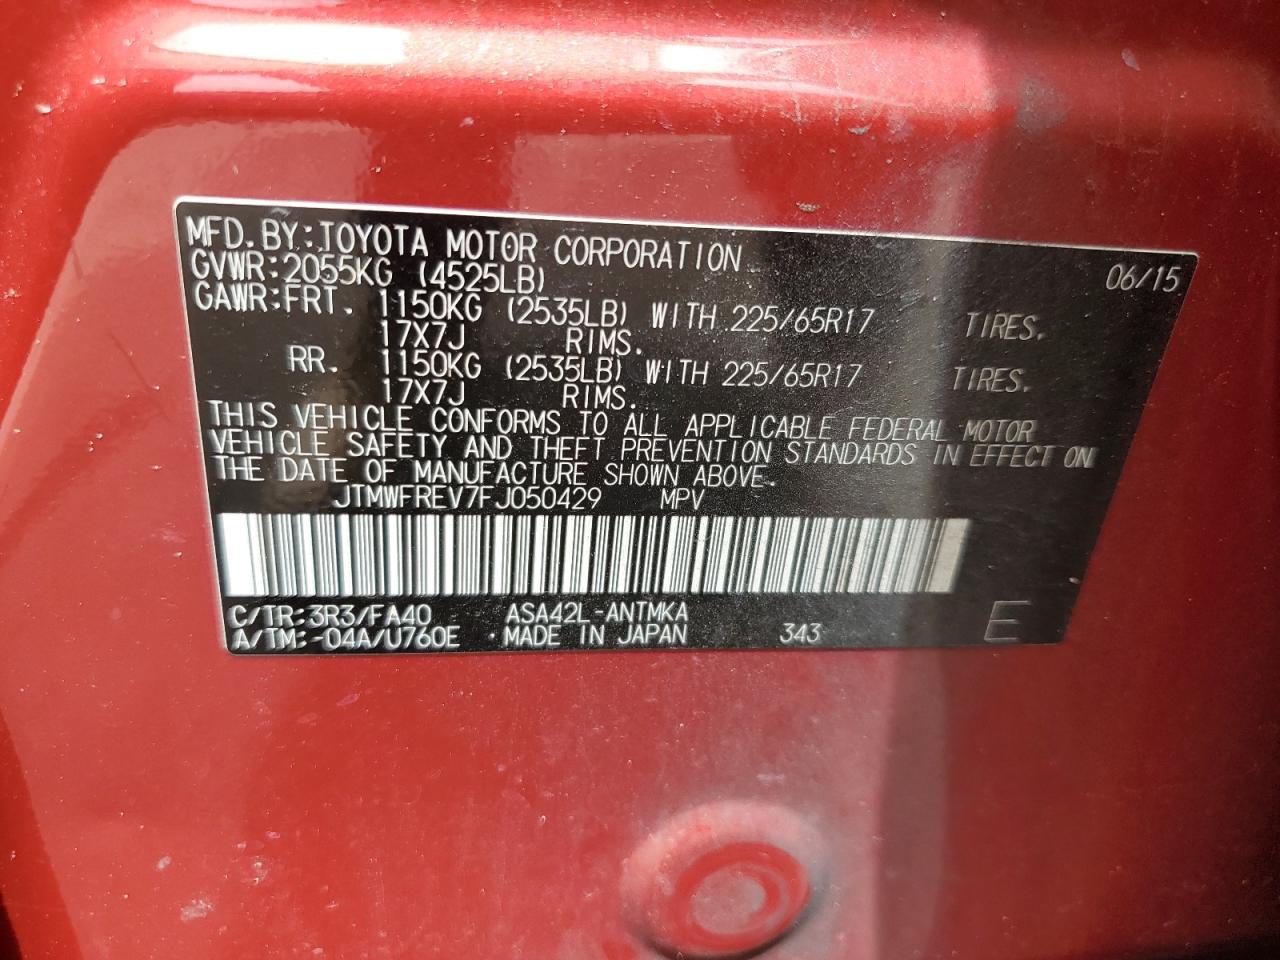 MFD.BY:TOYOTA MOTOR CORPORATION 06/15
GVWR:2055KG (4525LB)
GAWR:FRT. 1150KG (2535LB) WITH 225/65R17 TIRES.
17X7J RIMS.
RR. 1150KG (2535LB) WITH 225/65R17 TIRES.
17X7J RIMS.
THIS VEHICLE CONFORMS TO ALL APPLICABLE FEDERAL MOTOR
VEHICLE SAFETY AND THEFT PREVENTION STANDARDS IN EFFECT ON
THE DATE OF MANUFACTURE SHOWN ABOVE.
JTMWFREV7FJ050429 MPV
C/TR:3R3/FA40 ASA42L-ANTMKA
A/TM:-04A/U760E MADE IN JAPAN 343 E